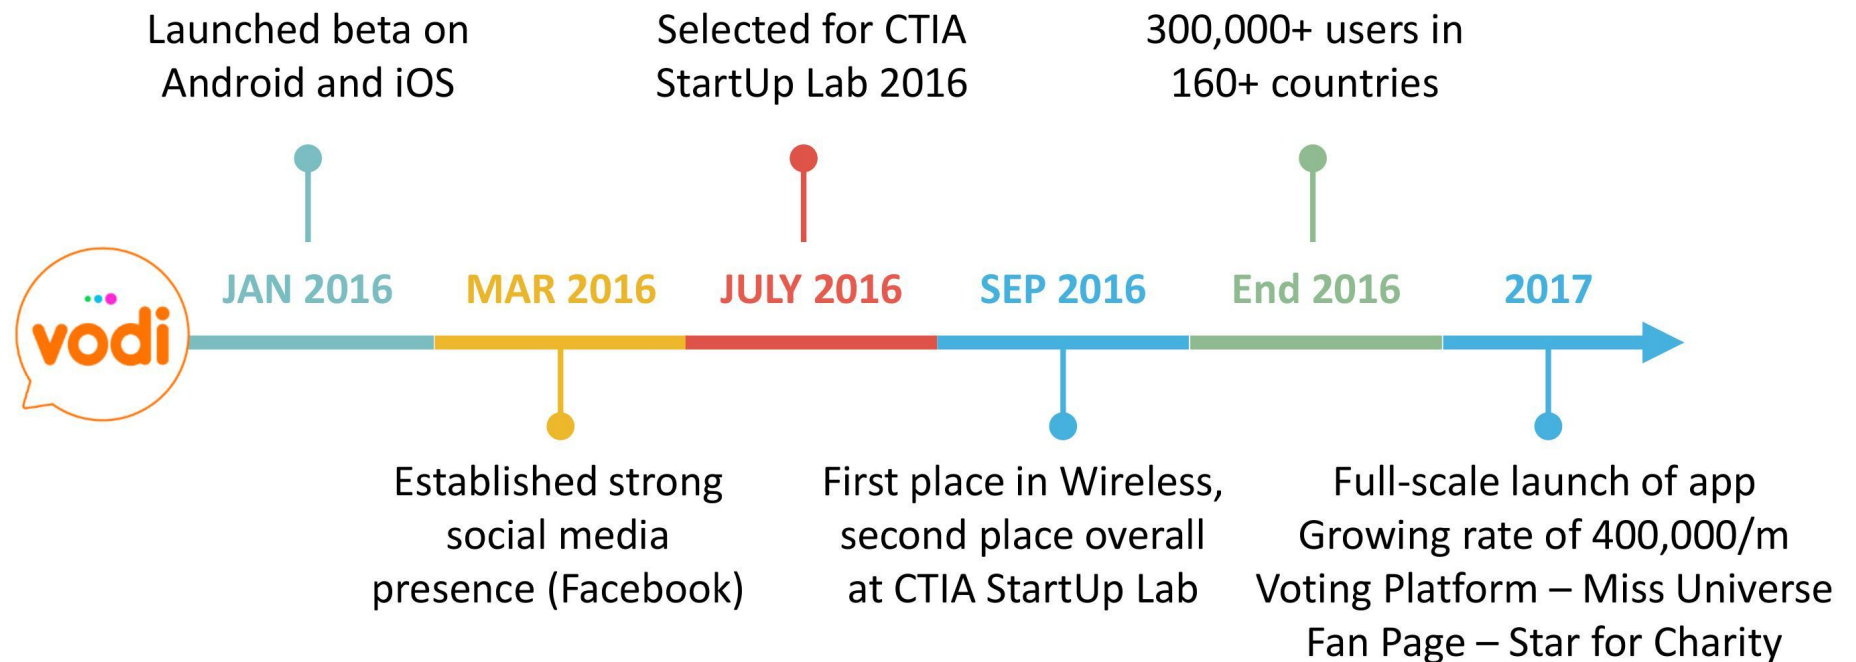 Launched beta on
Android and iOS
Selected for CTIA
StartUp Lab 2016
300,000+ users in
160+ countries
vodi
JAN 2016
MAR 2016
JULY 2016
SEP 2016
End 2016
2017
Established strong
social media
presence (Facebook)
First place in Wireless,
second place overall
at CTIA StartUp Lab
Full-scale launch of app
Growing rate of 400,000/m
Voting Platform – Miss Universe
Fan Page – Star for Charity